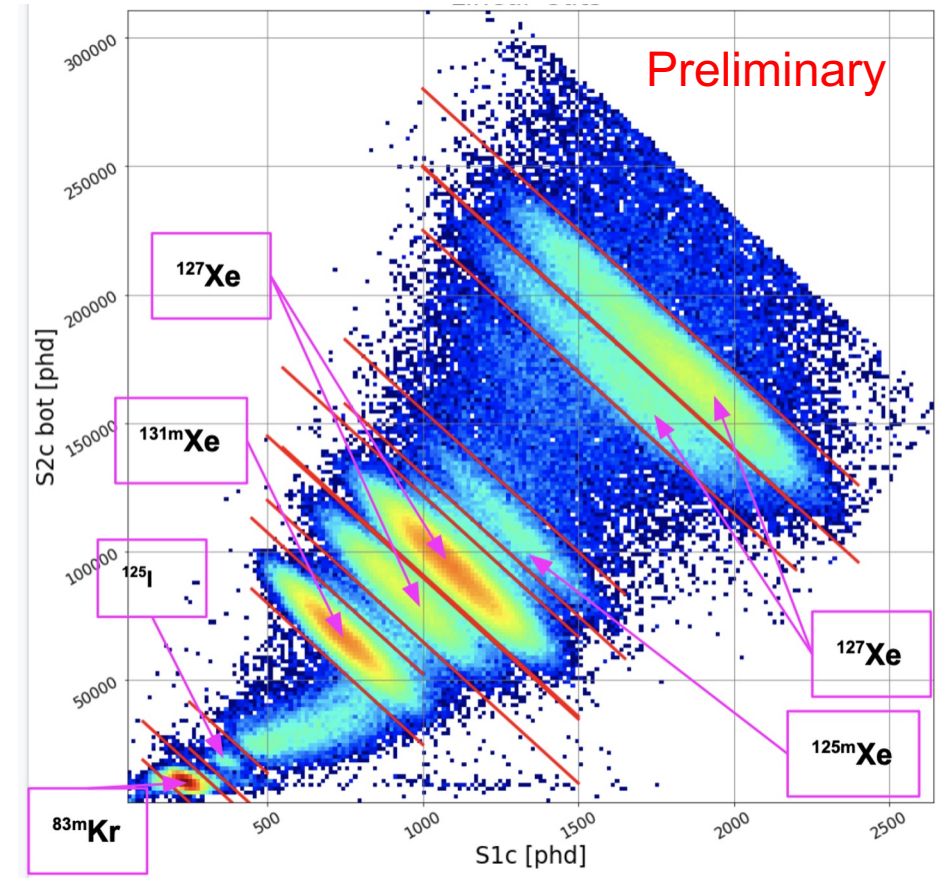 300000
Preliminary
250000
127Xe
200000
S2c bot [phd]
150000
131mXe
100000
125I
127Xe
50000
125mXe
83mKr
500
1000
1500
2000
2500
S1c [phd]